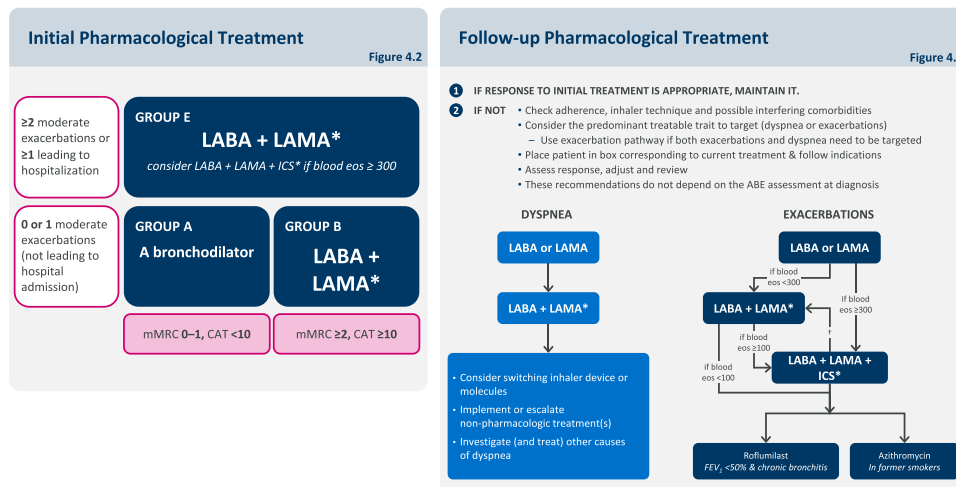 Initial Pharmacological Treatment
Figure 4.2
≥2 moderate
exacerbations or
≥1 leading to
hospitalization
GROUP E
LABA + LAMA*
consider LABA + LAMA + ICS* if blood eos ≥ 300
0 or 1 moderate
exacerbations
(not leading to
hospital
admission)
GROUP A
A bronchodilator
GROUP B
LABA +
LAMA*
mMRC 0–1, CAT <10
mMRC ≥2, CAT ≥10
Follow-up Pharmacological Treatment
Figure 4.
1 IF RESPONSE TO INITIAL TREATMENT IS APPROPRIATE, MAINTAIN IT.
2 IF NOT • Check adherence, inhaler technique and possible interfering comorbidities
• Consider the predominant treatable trait to target (dyspnea or exacerbations)
– Use exacerbation pathway if both exacerbations and dyspnea need to be targeted
• Place patient in box corresponding to current treatment & follow indications
• Assess response, adjust and review
• These recommendations do not depend on the ABE assessment at diagnosis
DYSPNEA
LABA or LAMA
LABA + LAMA*
• Consider switching inhaler device or
molecules
• Implement or escalate
non-pharmacologic treatment(s)
• Investigate (and treat) other causes
of dyspnea
EXACERBATIONS
LABA or LAMA
if blood
eos <300
if blood
eos ≥300
LABA + LAMA*
if blood
eos ≥100
†
if blood
eos <100
LABA + LAMA +
ICS*
Roflumilast
FEV1 <50% & chronic bronchitis
Azithromycin
In former smokers